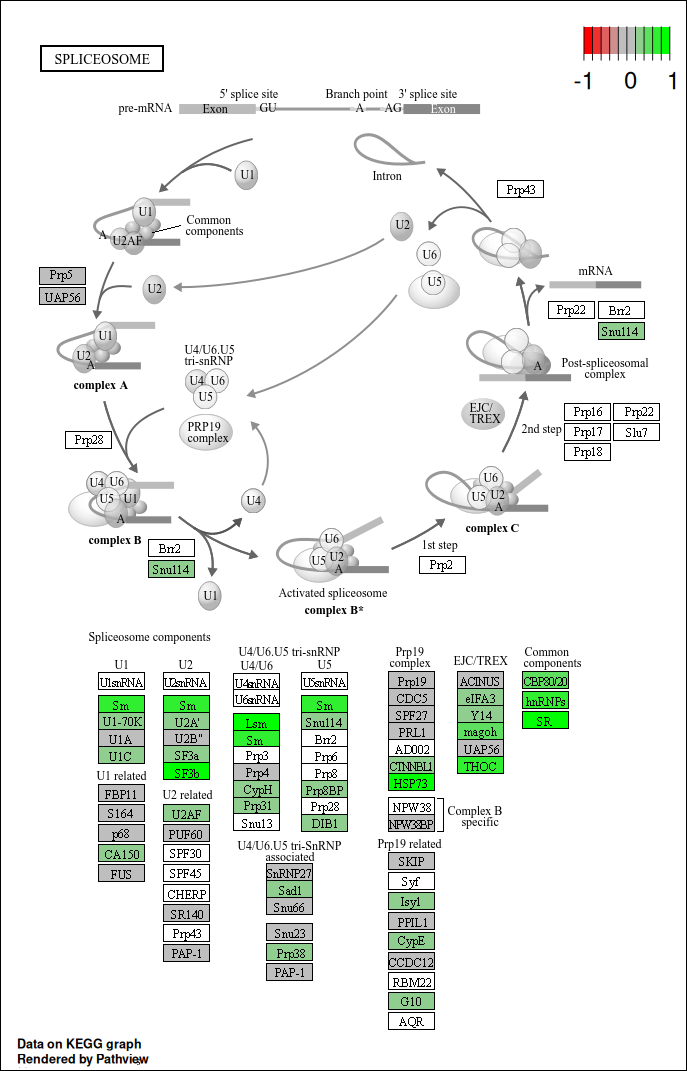 SPLICEOSOME
-1 0 1
5' splice site Branch point 3' splice site
pre-mRNA Exon GU A AG Exon
U1
Intron
Prp43
U1
A U2AF
Common
components
U2
U6
U5
mRNA
Prp5
UAP56
U2
Prp22 Brr2
Snu114
U1
U2
A
complex A
U4/U6.U5
tri-snRNP
U4 U6
U5
PRP19
complex
A
Post-spliceosomal
complex
EJC/
TREX
2nd step
Prp16 Prp22
Prp17 Slu7
Prp18
Prp28
U4 U6
U5 U1
A
complex B
U4
U6
U5 U2
A
complex C
Brr2
Snu114
U1
U6
U5 U2
A
Activated spliceosome
complex B*
1st step
Prp2
Spliceosome components
U1
U1snRNA
Sm
U1-70K
U1A
U1C
U1 related
FBP11
S164
p68
CA150
FUS
U2
U2snRNA
Sm
U2A'
U2B"
SF3a
SF3b
U2 related
U2AF
PUF60
SPF30
SPF45
CHERP
SR140
Prp43
PAP-1
U4/U6.U5 tri-snRNP
U4/U6
U4snRNA
U6snRNA
Lsm
Sm
Prp3
Prp4
CypH
Prp31
Snu13
U5
U5snRNA
Sm
Snu114
Brr2
Prp6
Prp8
Prp8BP
Prp28
DIB1
U4/U6.U5 tri-SnRNP
associated
SnRNP27
Sad1
Snu66
Snu23
Prp38
PAP-1
Prp19
complex
Prp19
CDC5
SPF27
PRL1
AD002
CTNNBL1
HSP73
NPW38
NPW38BP
Complex B
specific
Prp19 related
SKIP
Syf
Isy1
PPIL1
CypE
CCDC12
RBM22
G10
AQR
EJC/TREX
ACINUS
eIFA3
Y14
magoh
UAP56
THOC
Common
components
CBP80/20
hnRNPs
SR
Data on KEGG graph
Rendered by Pathview